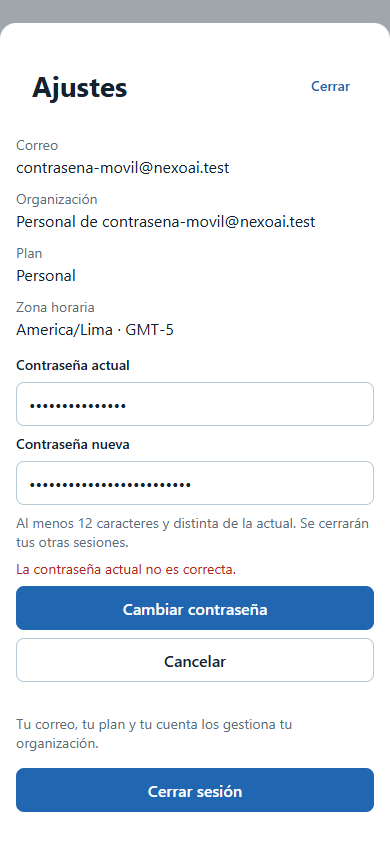 Ajustes
Cerrar
Correo
contrasena-movil@nexoai.test
Organización
Personal de contrasena-movil@nexoai.test
Plan
Personal
Zona horaria
America/Lima · GMT-5
Contraseña actual
•••••••••••••••
Contraseña nueva
•••••••••••••••••••••••••
Al menos 12 caracteres y distinta de la actual. Se cerrarán
tus otras sesiones.
La contraseña actual no es correcta.
Cambiar contraseña
Cancelar
Tu correo, tu plan y tu cuenta los gestiona tu
organización.
Cerrar sesión